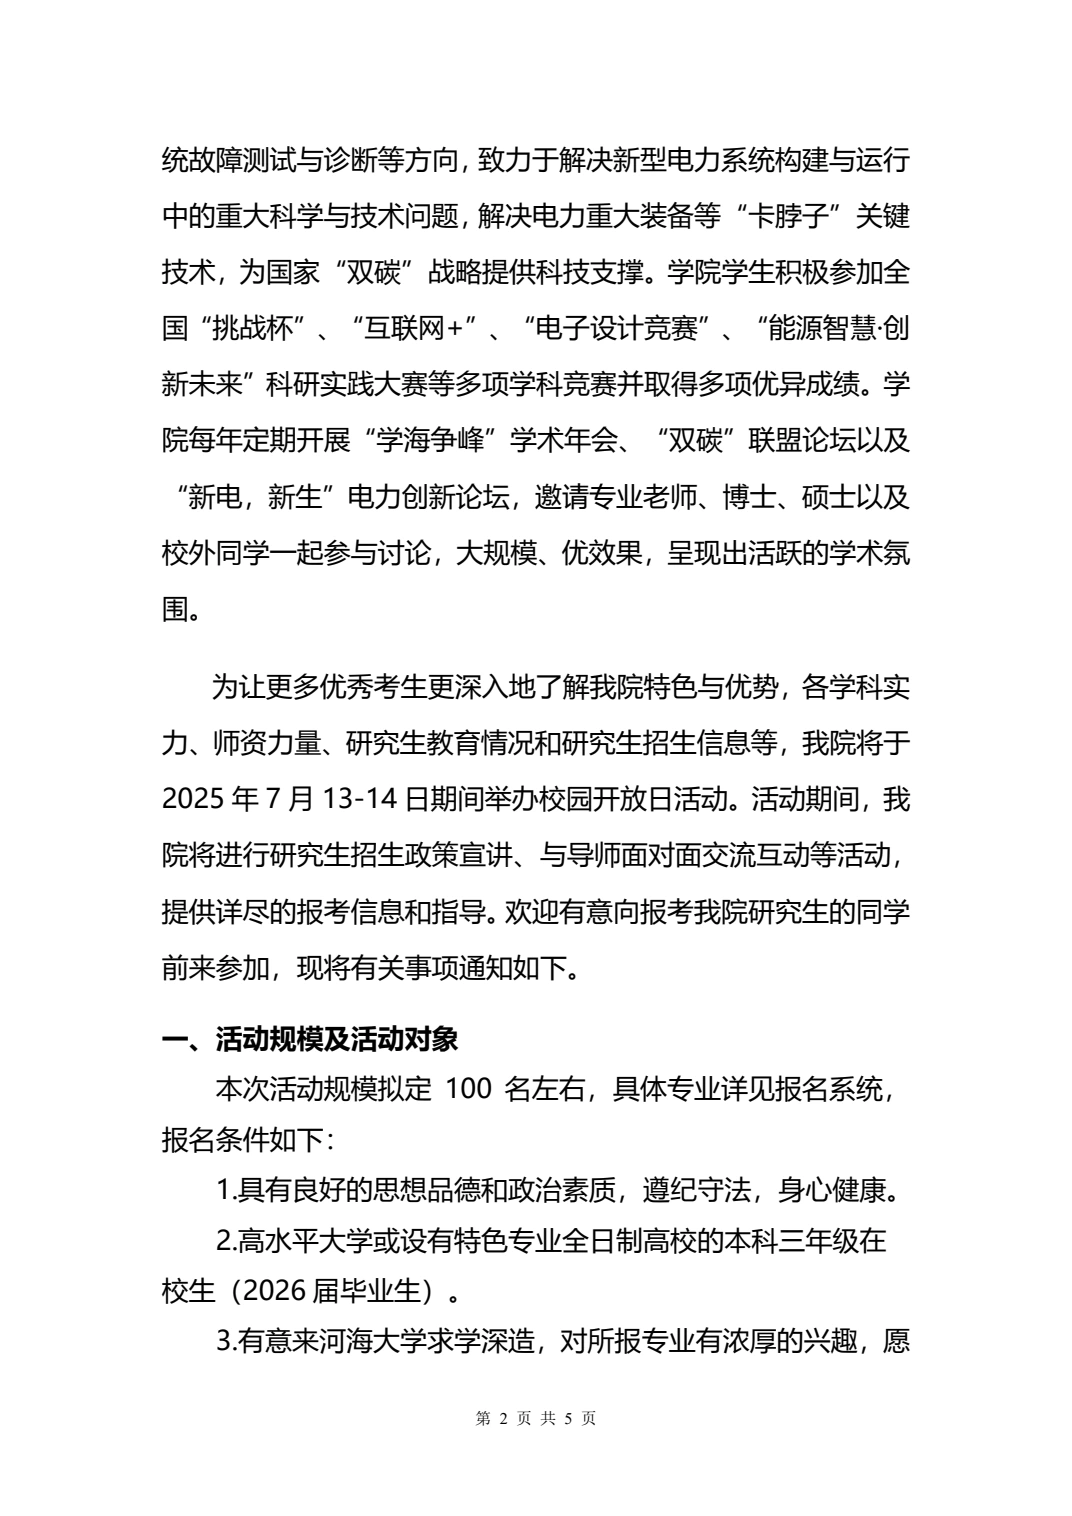 统故障测试与诊断等方向，致力于解决新型电力系统构建与运行
中的重大科学与技术问题，解决电力重大装备等“卡脖子”关键
技术，为国家“双碳”战略提供科技支撑。学院学生积极参加全
国“挑战杯”、“互联网+”、“电子设计竞赛”、“能源智慧·创
新未来”科研实践大赛等多项学科竞赛并取得多项优异成绩。学
院每年定期开展“学海争峰”学术年会、“双碳”联盟论坛以及
“新电，新生”电力创新论坛，邀请专业老师、博士、硕士以及
校外同学一起参与讨论，大规模、优效果，呈现出活跃的学术氛
围。
为让更多优秀考生更深入地了解我院特色与优势，各学科实
力、师资力量、研究生教育情况和研究生招生信息等，我院将于
2025 年 7 月 13-14 日期间举办校园开放日活动。活动期间，我
院将进行研究生招生政策宣讲、与导师面对面交流互动等活动，
提供详尽的报考信息和指导。欢迎有意向报考我院研究生的同学
前来参加，现将有关事项通知如下。
一、活动规模及活动对象
本次活动规模拟定 100 名左右，具体专业详见报名系统，
报名条件如下：
1.具有良好的思想品德和政治素质，遵纪守法，身心健康。
2.高水平大学或设有特色专业全日制高校的本科三年级在
校生（2026 届毕业生）。
3.有意来河海大学求学深造，对所报专业有浓厚的兴趣，愿
第 2 页 共 5 页